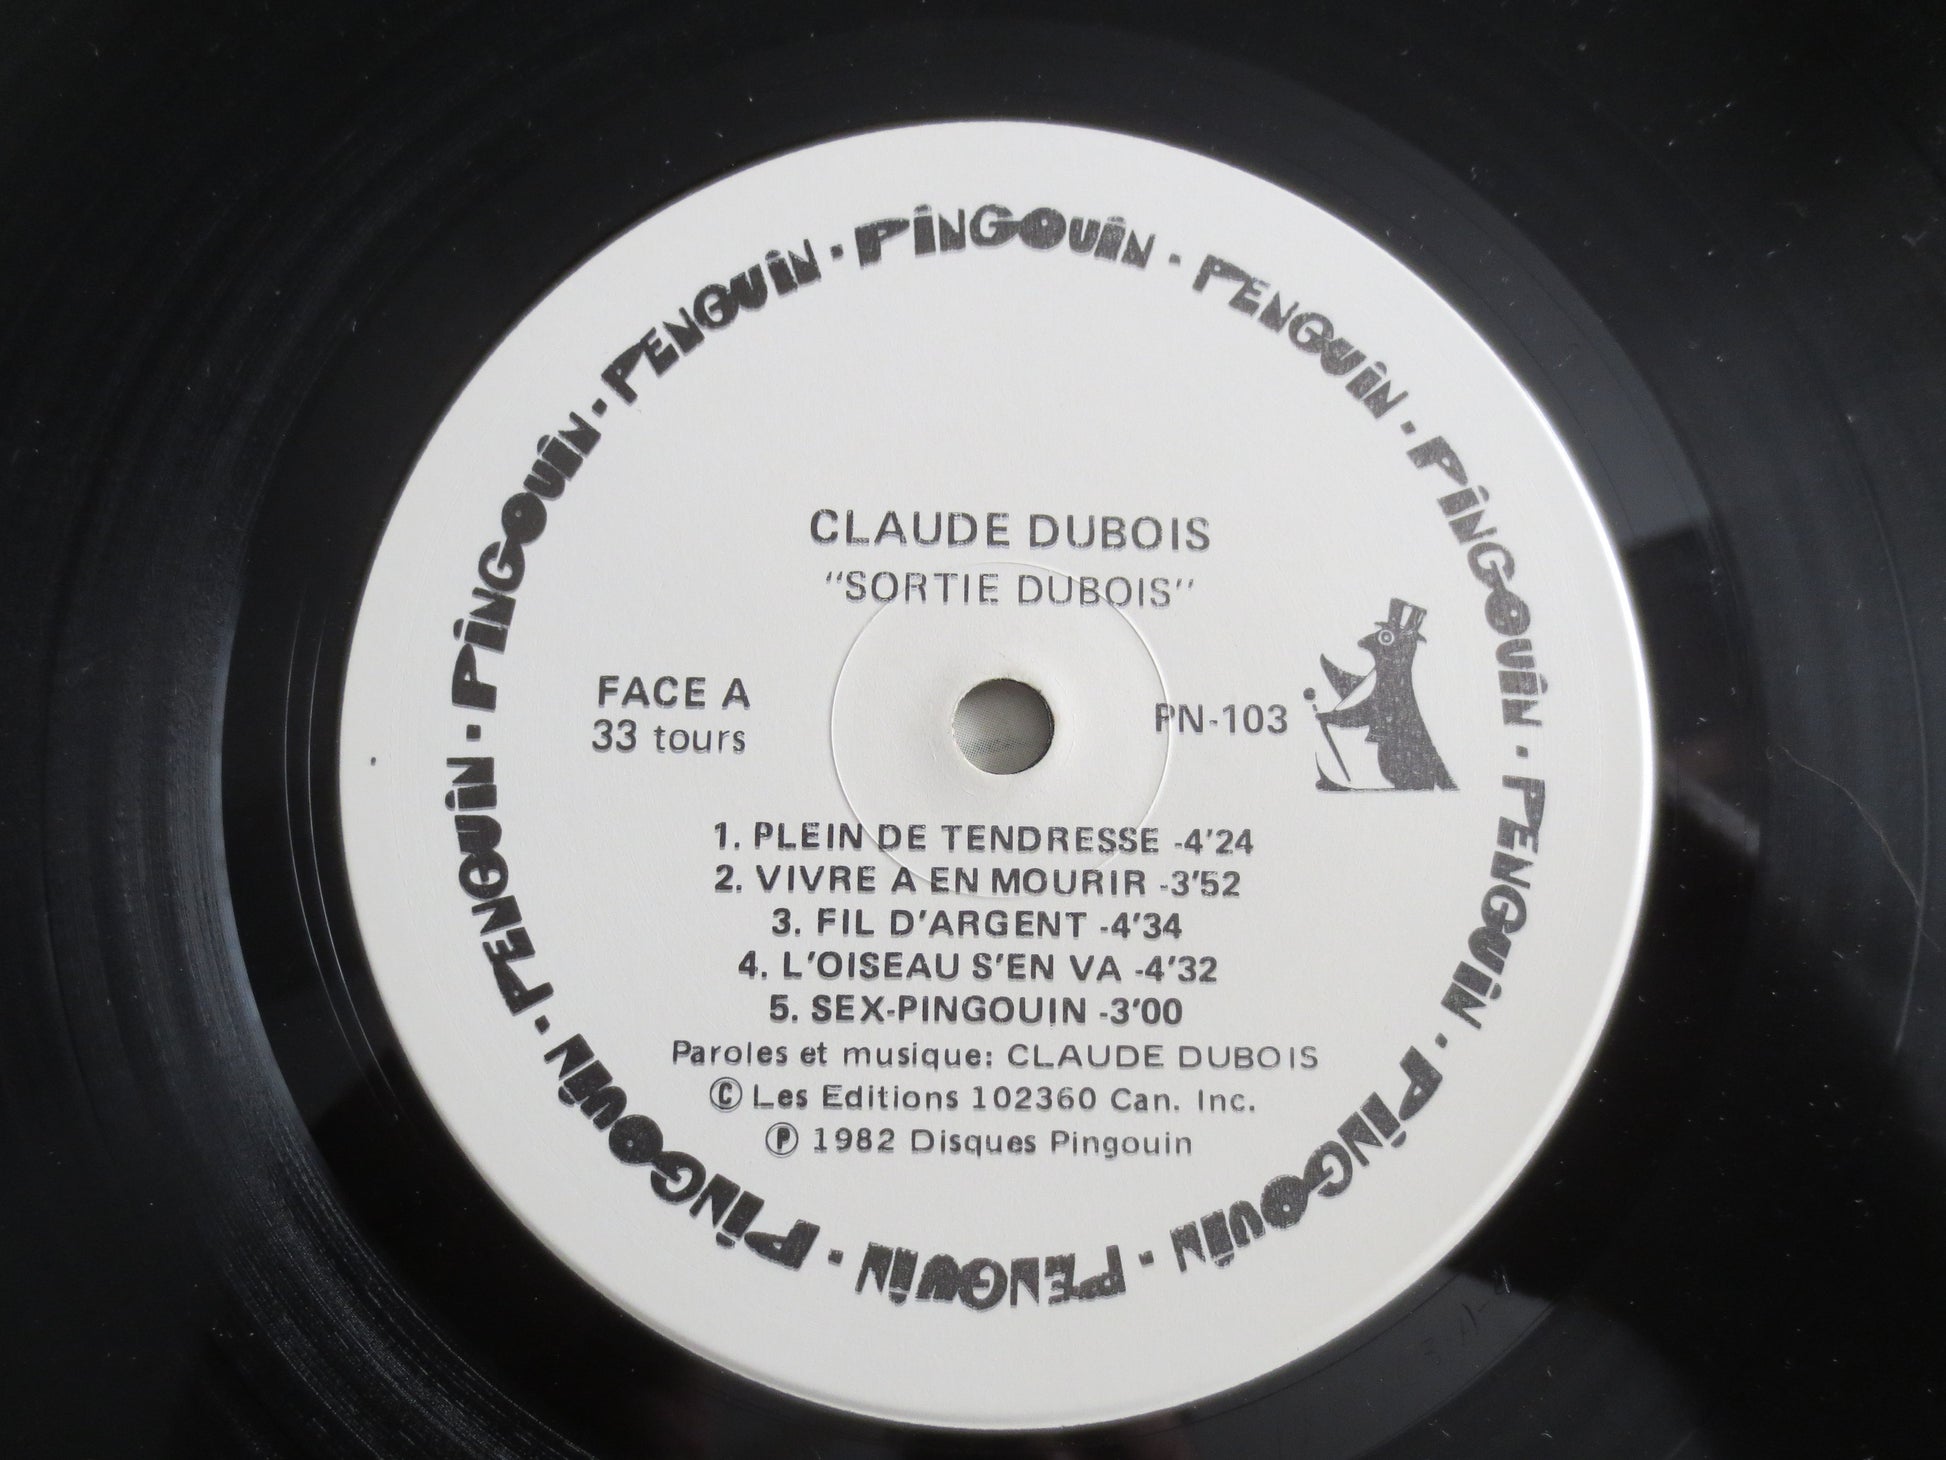 PENGUIN · PINGOUIN · PENGUIN · PINGOUIN · PENGUIN · PINGOUIN · PENGUIN · PINGOUIN · PENGUIN · PINGOUIN ·
CLAUDE DUBOIS
"SORTIE DUBOIS"
FACE A
33 tours
PN-103
1. PLEIN DE TENDRESSE -4'24
2. VIVRE A EN MOURIR -3'52
3. FIL D'ARGENT -4'34
4. L'OISEAU S'EN VA -4'32
5. SEX-PINGOUIN -3'00
Paroles et musique: CLAUDE DUBOIS
© Les Editions 102360 Can. Inc.
℗ 1982 Disques Pingouin